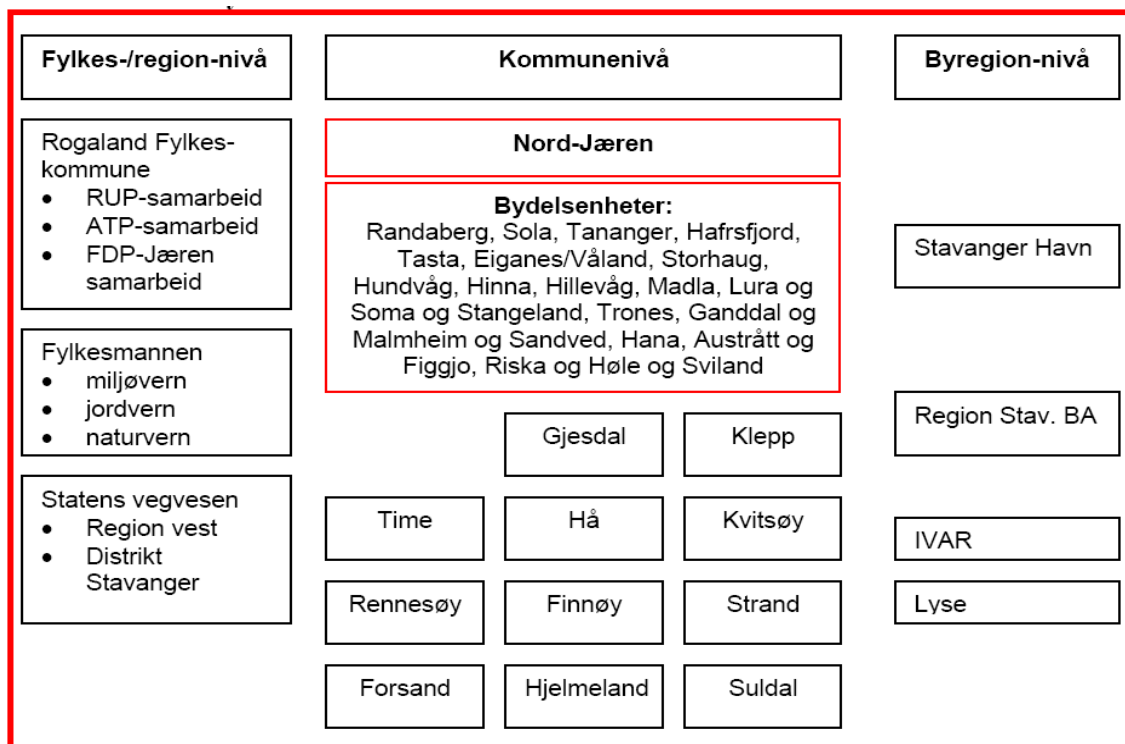 Fylkes-/region-nivå
Kommunenivå
Byregion-nivå
Rogaland Fylkes-
kommune
• RUP-samarbeid
• ATP-samarbeid
• FDP-Jæren
samarbeid
Fylkesmannen
• miljøvern
• jordvern
• naturvern
Statens vegvesen
• Region vest
• Distrikt
Stavanger
Nord-Jæren
Bydelsenheter:
Randaberg, Sola, Tananger, Hafrsfjord,
Tasta, Eiganes/Våland, Storhaug,
Hundvåg, Hinna, Hillevåg, Madla, Lura og
Soma og Stangeland, Trones, Ganddal og
Malmheim og Sandved, Hana, Austrått og
Figgjo, Riska og Høle og Sviland
Gjesdal
Klepp
Time
Hå
Kvitsøy
Rennesøy
Finnøy
Strand
Forsand
Hjelmeland
Suldal
Stavanger Havn
Region Stav. BA
IVAR
Lyse